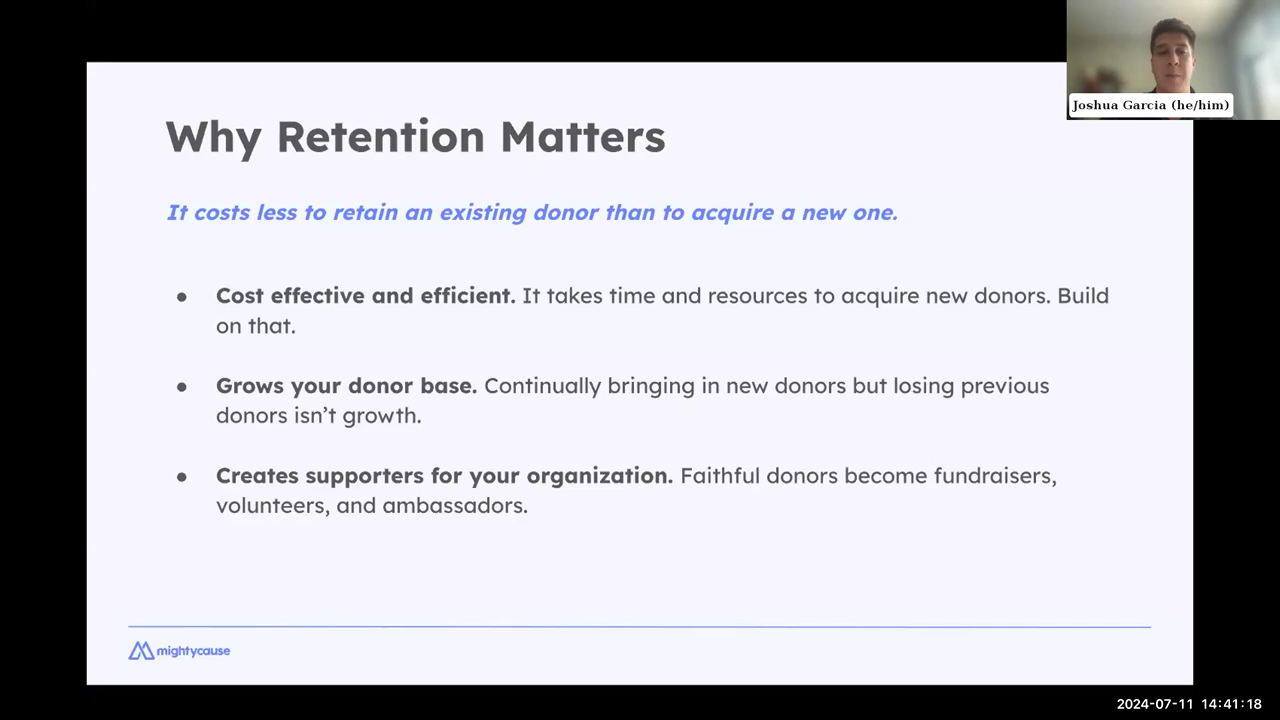 Joshua Garcia (he/him)
Why Retention Matters
It costs less to retain an existing donor than to acquire a new one.
● Cost effective and efficient. It takes time and resources to acquire new donors. Build
on that.
● Grows your donor base. Continually bringing in new donors but losing previous
donors isn’t growth.
● Creates supporters for your organization. Faithful donors become fundraisers,
volunteers, and ambassadors.
mightycause
2024-07-11 14:41:18